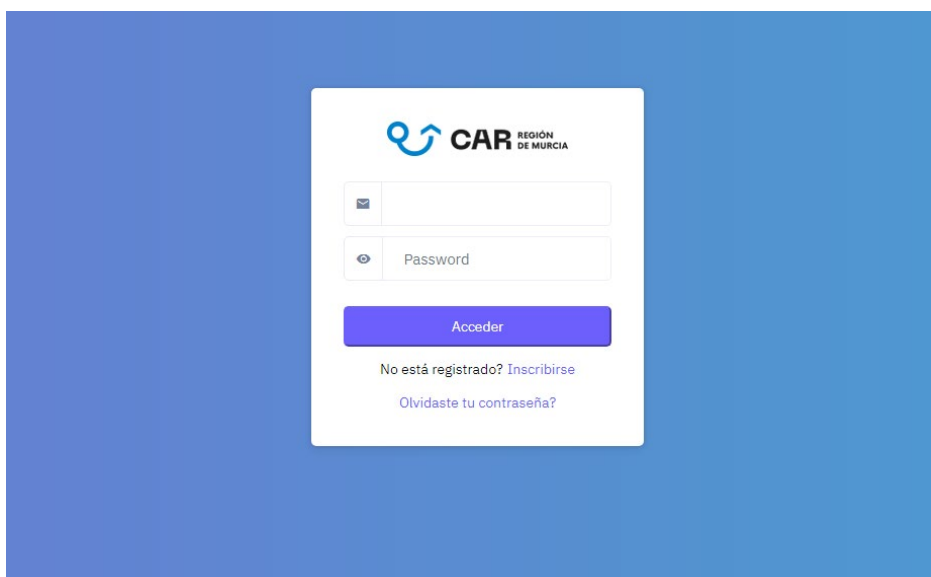 CAR REGIÓN
DE MURCIA
Password
Acceder
No está registrado? Inscribirse
Olvidaste tu contraseña?